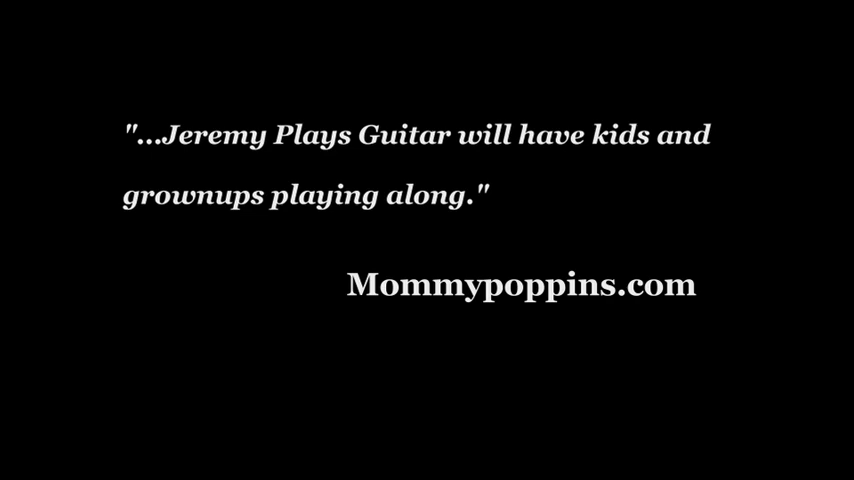 "...Jeremy Plays Guitar will have kids and
grownups playing along."
Mommypoppins.com